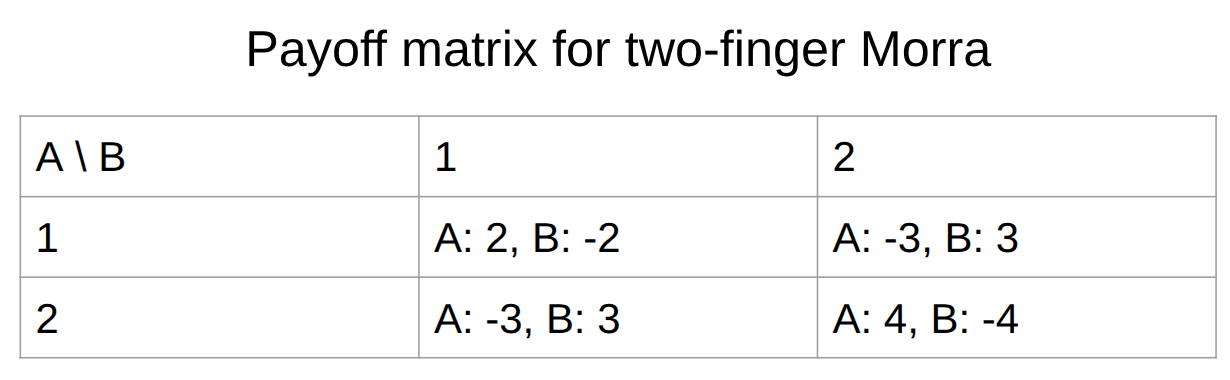 Payoff matrix for two-finger Morra
A \ B 1 2
1 A: 2, B: -2 A: -3, B: 3
2 A: -3, B: 3 A: 4, B: -4